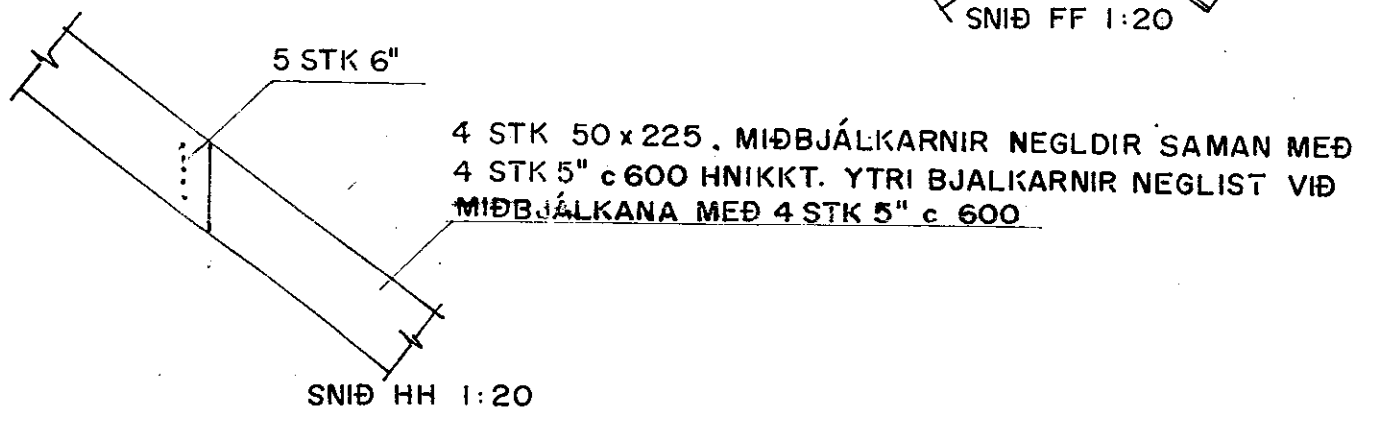 SNIÐ FF 1:20
5 STK 6"
4 STK 50 x 225. MIÐBJÁLKARNIR NEGLDIR SAMAN MEÐ
4 STK 5" c 600 HNIKKT. YTRI BJALKARNIR NEGLIST VIÐ
MIÐBJÁLKANA MEÐ 4 STK 5" c 600
SNIÐ HH 1:20